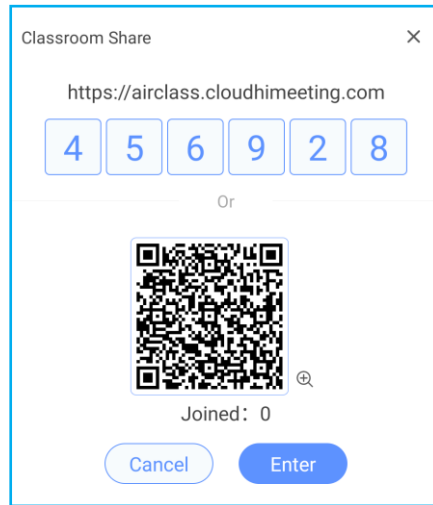 Classroom Share
https://airclass.cloudhimeeting.com
4 5 6 9 2 8
Or
Joined： 0
Cancel Enter